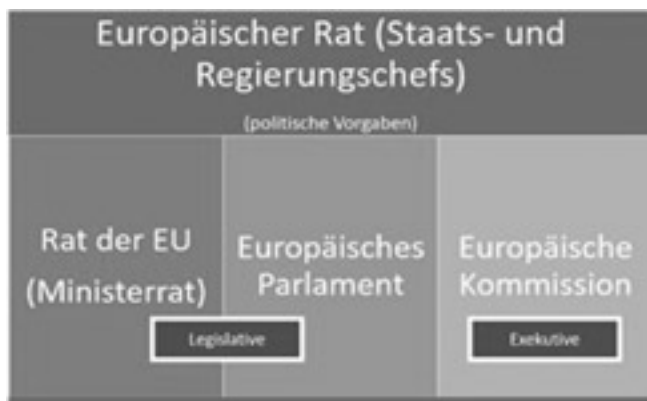 Europäischer Rat (Staats- und
Regierungschefs)
(politische Vorgaben)
Rat der EU
(Ministerrat)
Europäisches
Parlament
Europäische
Kommission
Legislative
Exekutive